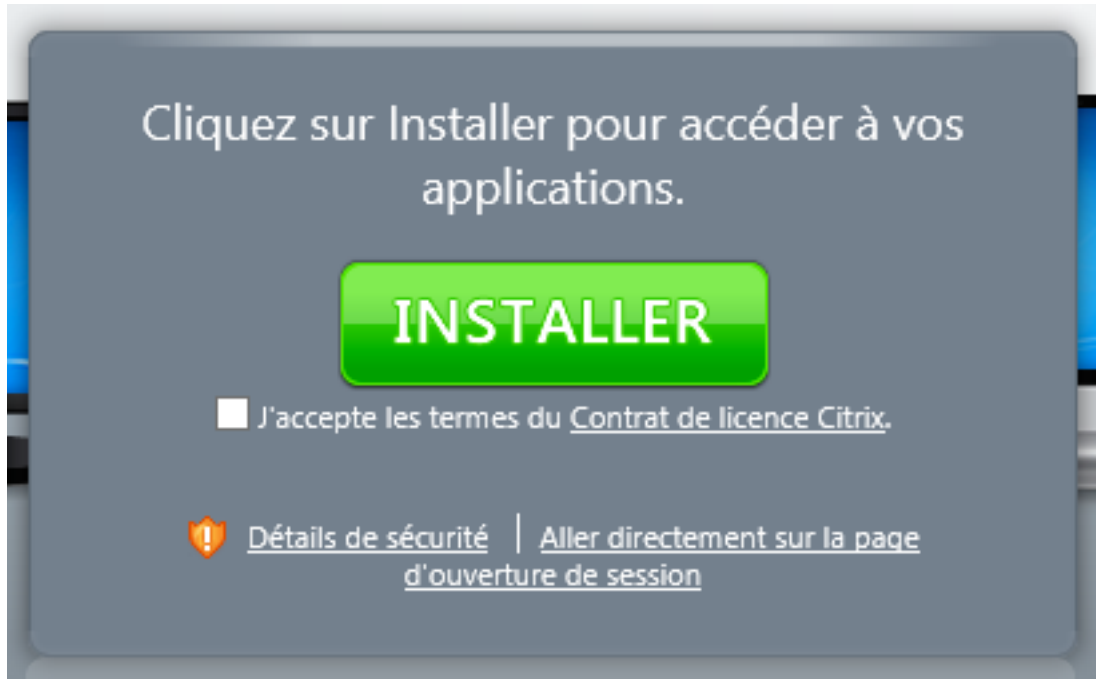 Cliquez sur Installer pour accéder à vos
applications.
INSTALLER
J'accepte les termes du Contrat de licence Citrix.
Détails de sécurité | Aller directement sur la page
d'ouverture de session